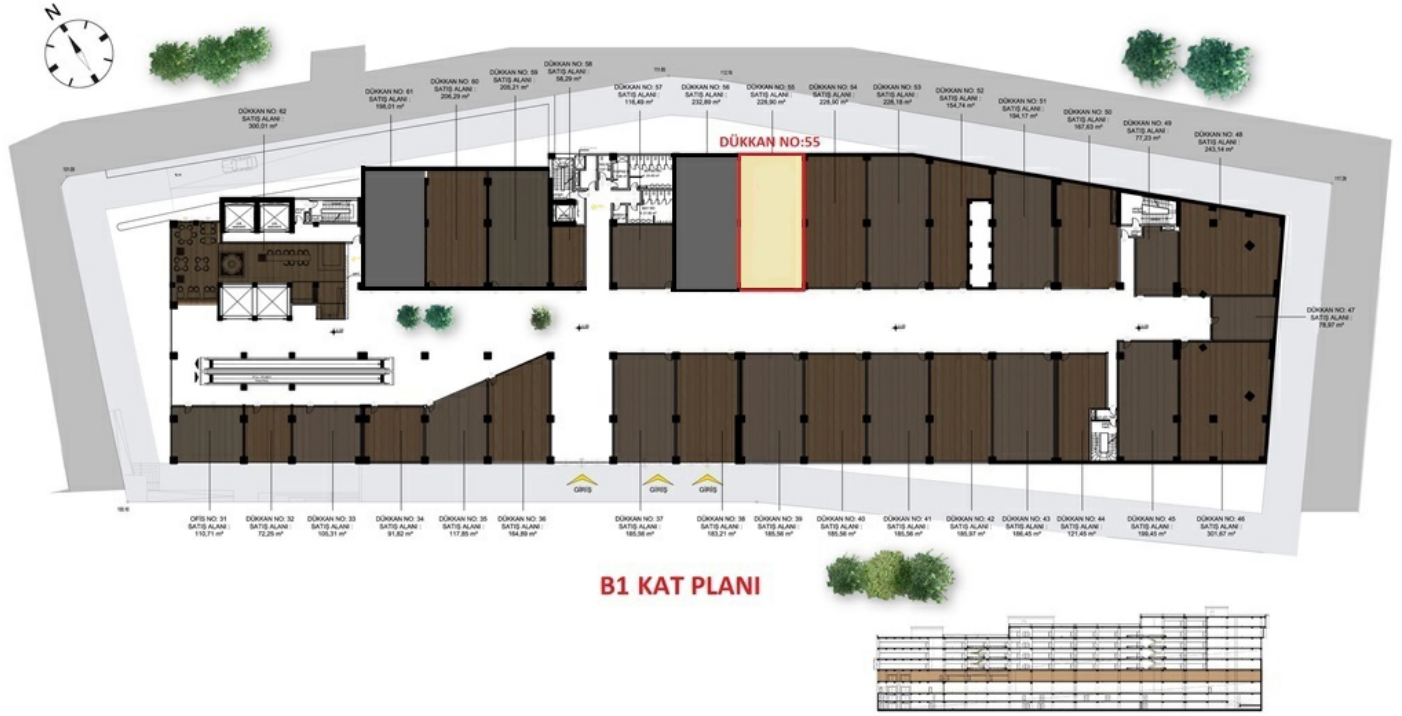 N
DÜKKAN NO: 62
SATIŞ ALANI :
300,01 m²
DÜKKAN NO: 61
SATIŞ ALANI :
198,01 m²
DÜKKAN NO: 60
SATIŞ ALANI :
206,29 m²
DÜKKAN NO: 59
SATIŞ ALANI :
205,21 m²
DÜKKAN NO: 58
SATIŞ ALANI :
58,29 m²
DÜKKAN NO: 57
SATIŞ ALANI :
116,49 m²
DÜKKAN NO: 56
SATIŞ ALANI :
232,89 m²
DÜKKAN NO: 55
SATIŞ ALANI :
228,90 m²
DÜKKAN NO: 54
SATIŞ ALANI :
228,90 m²
DÜKKAN NO: 53
SATIŞ ALANI :
228,18 m²
DÜKKAN NO: 52
SATIŞ ALANI :
154,74 m²
DÜKKAN NO: 51
SATIŞ ALANI :
194,17 m²
DÜKKAN NO: 50
SATIŞ ALANI :
167,63 m²
DÜKKAN NO: 49
SATIŞ ALANI :
77,23 m²
DÜKKAN NO: 48
SATIŞ ALANI :
243,14 m²
DÜKKAN NO:55
DÜKKAN NO: 47
SATIŞ ALANI :
78,97 m²
GİRİŞ
GİRİŞ
GİRİŞ
OFİS NO: 31
SATIŞ ALANI :
110,71 m²
DÜKKAN NO: 32
SATIŞ ALANI :
72,25 m²
DÜKKAN NO: 33
SATIŞ ALANI :
105,31 m²
DÜKKAN NO: 34
SATIŞ ALANI :
91,82 m²
DÜKKAN NO: 35
SATIŞ ALANI :
117,85 m²
DÜKKAN NO: 36
SATIŞ ALANI :
164,89 m²
DÜKKAN NO: 37
SATIŞ ALANI :
185,56 m²
DÜKKAN NO: 38
SATIŞ ALANI :
183,21 m²
DÜKKAN NO: 39
SATIŞ ALANI :
185,56 m²
DÜKKAN NO: 40
SATIŞ ALANI :
185,56 m²
DÜKKAN NO: 41
SATIŞ ALANI :
185,56 m²
DÜKKAN NO: 42
SATIŞ ALANI :
185,97 m²
DÜKKAN NO: 43
SATIŞ ALANI :
186,45 m²
DÜKKAN NO: 44
SATIŞ ALANI :
121,45 m²
DÜKKAN NO: 45
SATIŞ ALANI :
199,45 m²
DÜKKAN NO: 46
SATIŞ ALANI :
301,67 m²
B1 KAT PLANI